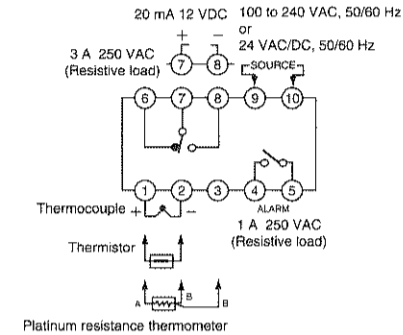 20 mA 12 VDC 100 to 240 VAC, 50/60 Hz
or
+ − 24 VAC/DC, 50/60 Hz
3 A 250 VAC
(Resistive load)
7 8 SOURCE
6 7 8 9 10
1 2 3 4 5
Thermocouple + − ALARM
1 A 250 VAC
(Resistive load)
Thermistor
A B B
Platinum resistance thermometer